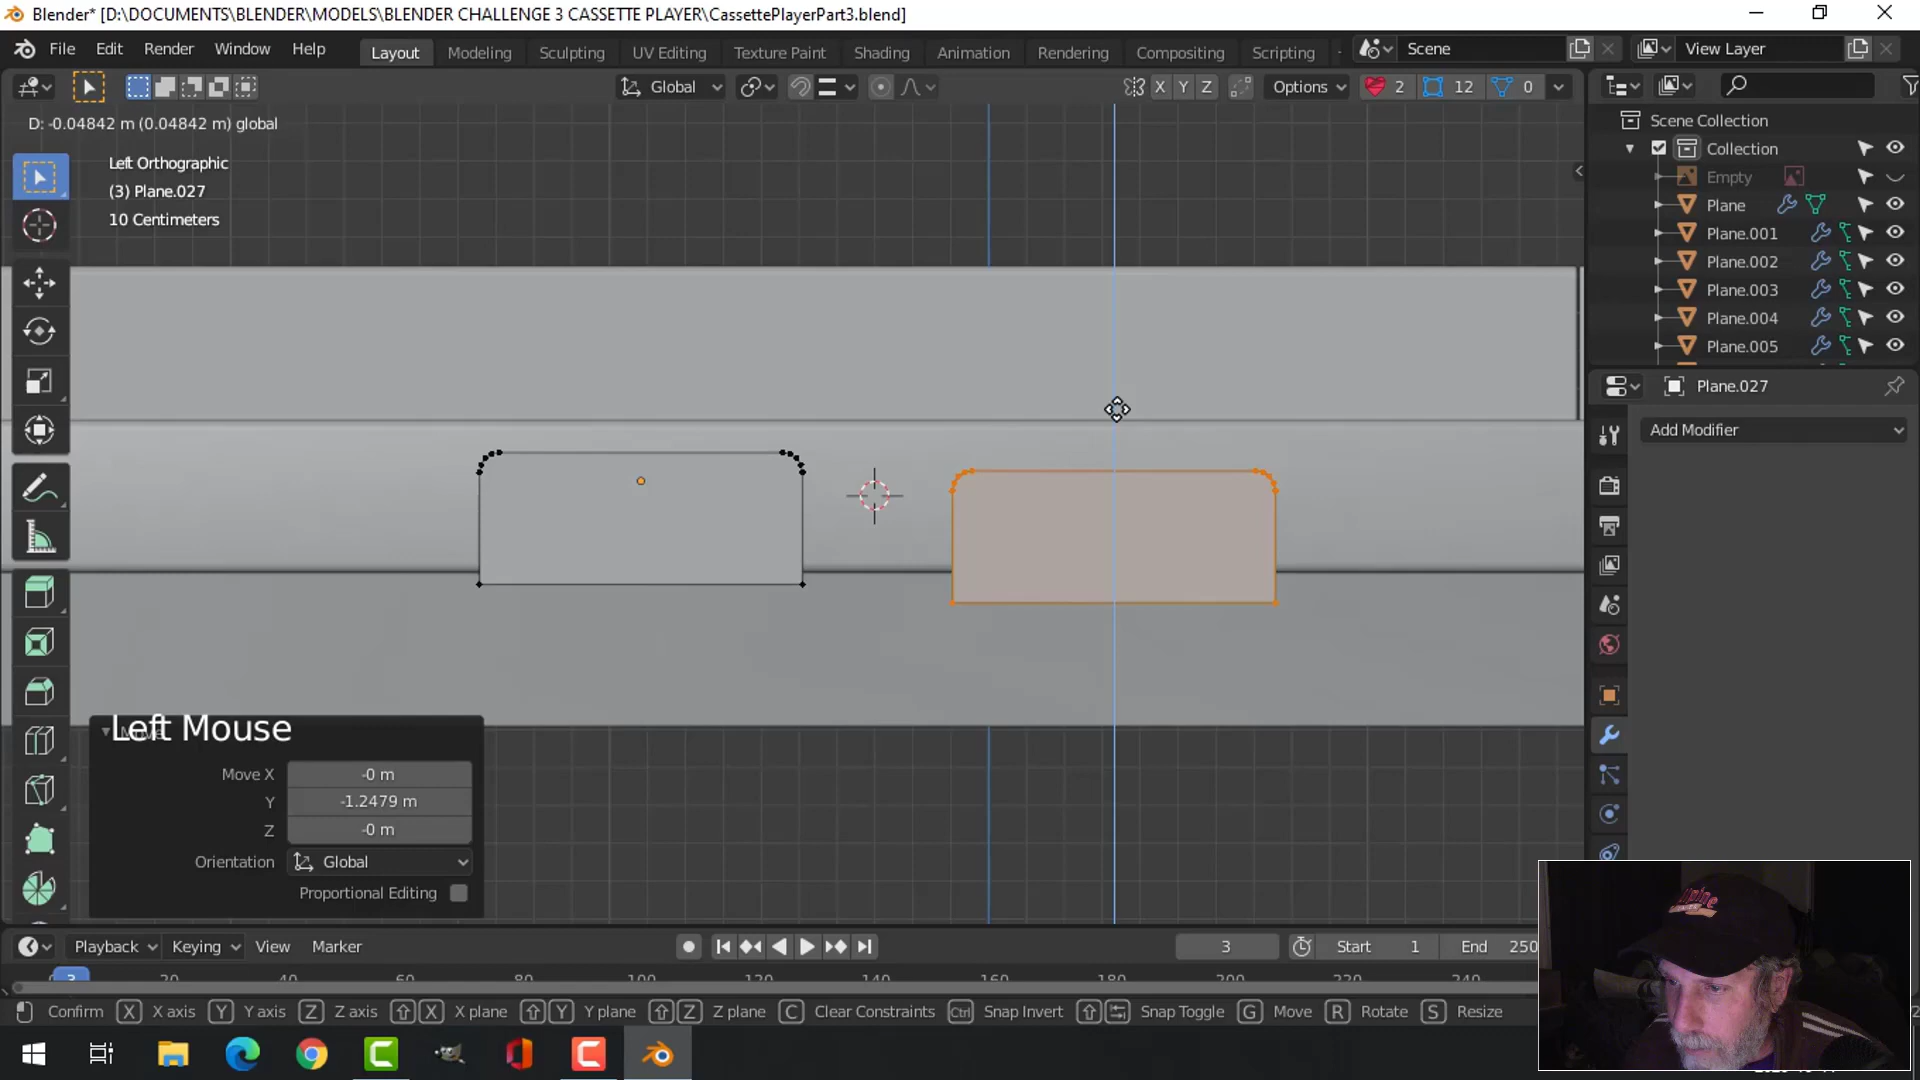 Blender* [D:\DOCUMENTS\BLENDER\MODELS\BLENDER CHALLENGE 3 CASSETTE PLAYER\CassettePlayerPart3.blend]
File Edit Render Window Help Layout Modeling Sculpting UV Editing Texture Paint Shading Animation Rendering Compositing Scripting Scene View Layer
Global X Y Z Options 2 12 0
D: -0.04842 m (0.04842 m) global
Left Orthographic
(3) Plane.027
10 Centimeters
Scene Collection
Collection
Empty
Plane
Plane.001
Plane.002
Plane.003
Plane.004
Plane.005
Plane.027
Add Modifier
Left Mouse
Move X -0 m
Y -1.2479 m
Z -0 m
Orientation Global
Proportional Editing
Playback Keying View Marker 3 Start 1 End 250
3 20 40 60 80 100 120 140 160 180 200 220 240
Confirm X X axis Y Y axis Z Z axis X X plane Y Y plane Z Z plane C Clear Constraints Ctrl Snap Invert Snap Toggle G Move R Rotate S Resize